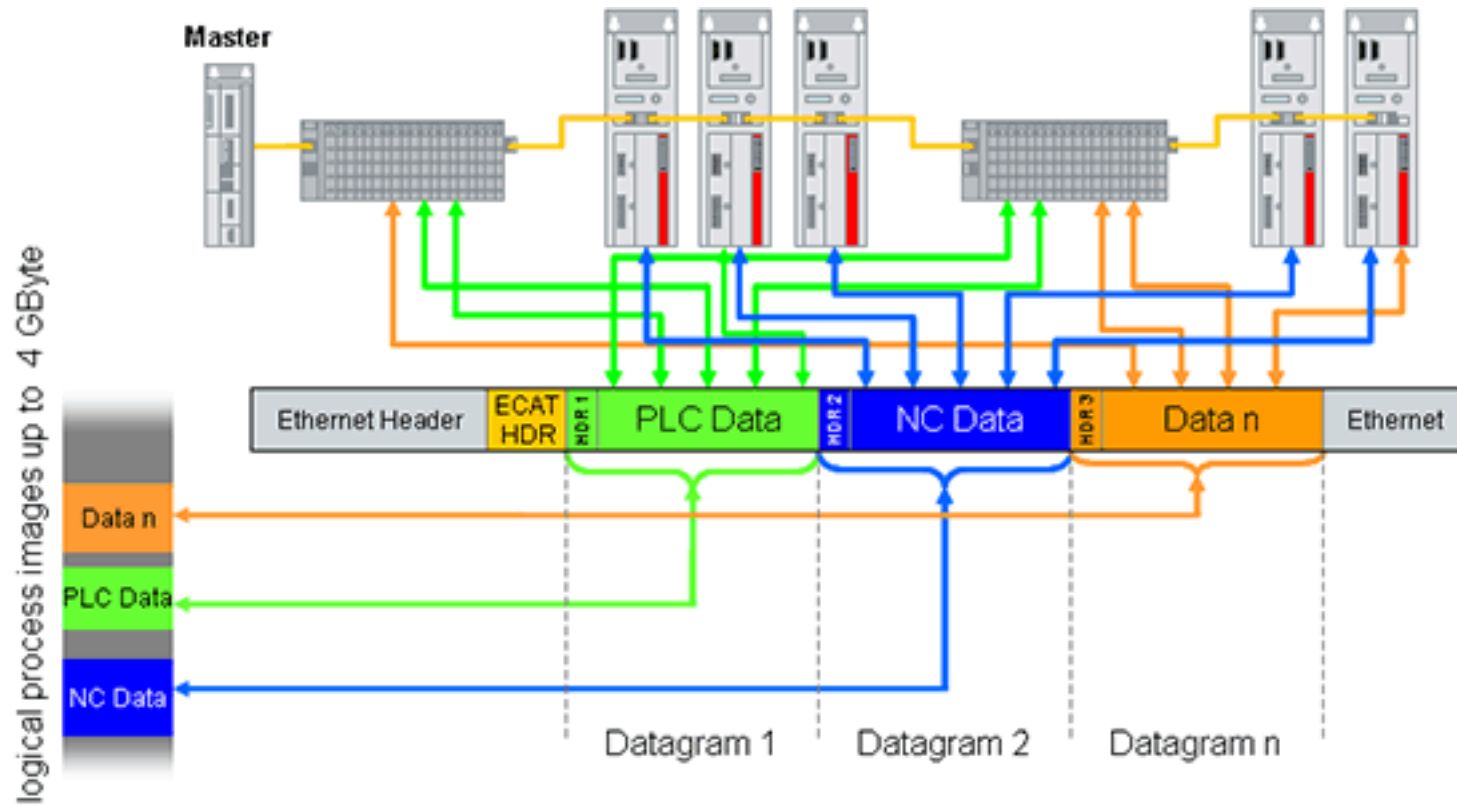 Master
logical process images up to 4 GByte
Ethernet Header
ECAT
HDR
HDR 1
PLC Data
HDR 2
NC Data
HDR 3
Data n
Ethernet
Data n
PLC Data
NC Data
Datagram 1
Datagram 2
Datagram n